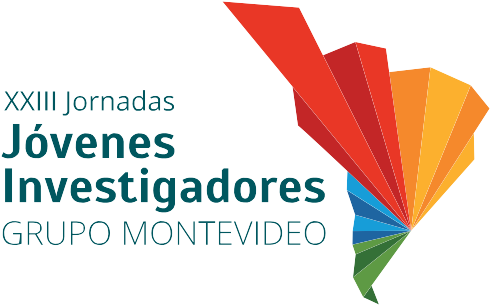 XXIII Jornadas
Jóvenes
Investigadores
GRUPO MONTEVIDEO